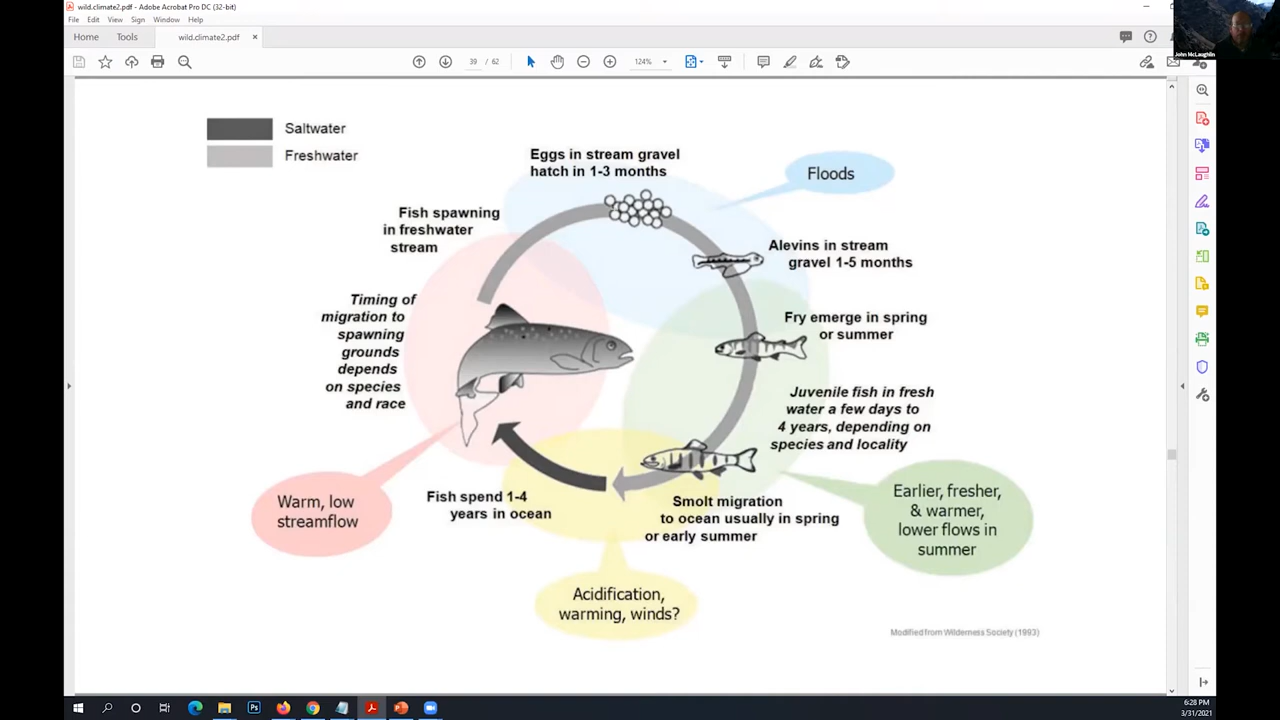 wild.climate2.pdf - Adobe Acrobat Pro DC (32-bit)
File Edit View Sign Window Help
Home Tools wild.climate2.pdf ×
39 / 62 124%
John McLaughlin
Saltwater
Freshwater
Eggs in stream gravel
hatch in 1-3 months
Floods
Fish spawning
in freshwater
stream
Alevins in stream
gravel 1-5 months
Timing of
migration to
spawning
grounds
depends
on species
and race
Fry emerge in spring
or summer
Juvenile fish in fresh
water a few days to
4 years, depending on
species and locality
Warm, low
streamflow
Fish spend 1-4
years in ocean
Smolt migration
to ocean usually in spring
or early summer
Earlier, fresher,
& warmer,
lower flows in
summer
Acidification,
warming, winds?
Modified from Wilderness Society (1993)
6:28 PM
3/31/2021